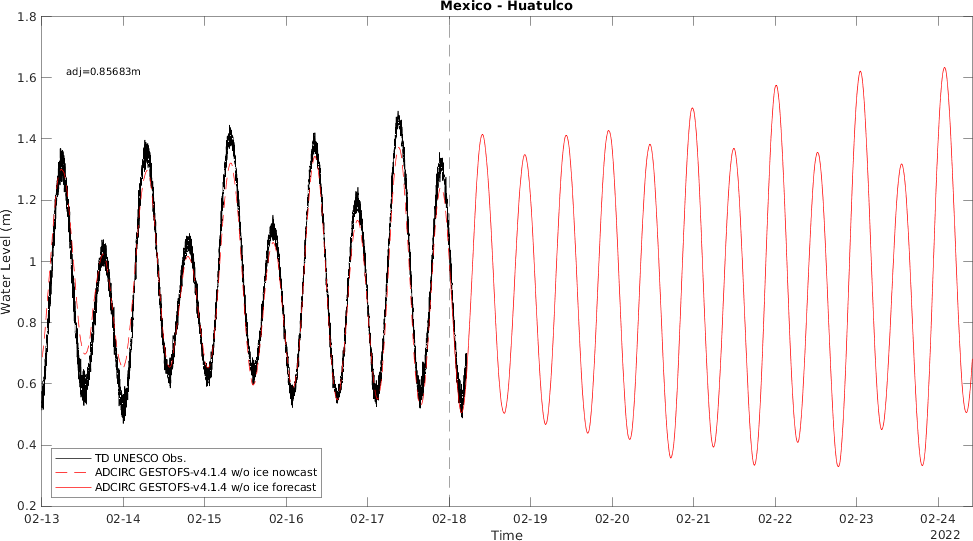 Mexico - Huatulco
1.8
1.6
1.4
1.2
1
0.8
0.6
0.4
0.2
Water Level (m)
adj=0.85683m
TD UNESCO Obs.
ADCIRC GESTOFS-v4.1.4 w/o ice nowcast
ADCIRC GESTOFS-v4.1.4 w/o ice forecast
02-13 02-14 02-15 02-16 02-17 02-18 02-19 02-20 02-21 02-22 02-23 02-24
2022
Time